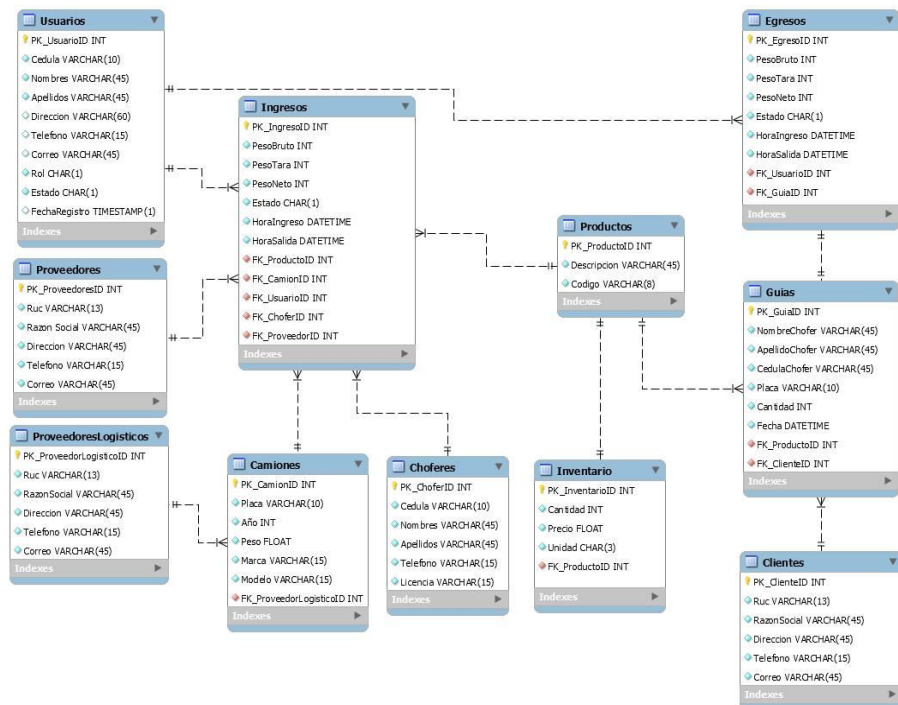 Usuarios
PK_UsuarioID INT
Cedula VARCHAR(10)
Nombres VARCHAR(45)
Apellidos VARCHAR(45)
Direccion VARCHAR(60)
Telefono VARCHAR(15)
Correo VARCHAR(45)
Rol CHAR(1)
Estado CHAR(1)
FechaRegistro TIMESTAMP(1)
Indexes
Proveedores
PK_ProveedoresID INT
Ruc VARCHAR(13)
Razon Social VARCHAR(45)
Direccion VARCHAR(45)
Telefono VARCHAR(15)
Correo VARCHAR(45)
Indexes
ProveedoresLogisticos
PK_ProveedorLogisticoID INT
Ruc VARCHAR(13)
RazonSocial VARCHAR(45)
Direccion VARCHAR(45)
Telefono VARCHAR(15)
Correo VARCHAR(45)
Indexes
Ingresos
PK_IngresoID INT
PesoBruto INT
PesoTara INT
PesoNeto INT
Estado CHAR(1)
HoraIngreso DATETIME
HoraSalida DATETIME
FK_ProductoID INT
FK_CamionID INT
FK_UsuarioID INT
FK_ChoferID INT
FK_ProveedorID INT
Indexes
Camiones
PK_CamionID INT
Placa VARCHAR(10)
Año INT
Peso FLOAT
Marca VARCHAR(15)
Modelo VARCHAR(15)
FK_ProveedorLogisticoID INT
Indexes
Choferes
PK_ChoferID INT
Cedula VARCHAR(10)
Nombres VARCHAR(45)
Apellidos VARCHAR(45)
Telefono VARCHAR(15)
Licencia VARCHAR(15)
Indexes
Productos
PK_ProductoID INT
Descripcion VARCHAR(45)
Codigo VARCHAR(8)
Indexes
Inventario
PK_InventarioID INT
Cantidad INT
Precio FLOAT
Unidad CHAR(3)
FK_ProductoID INT
Indexes
Egresos
PK_EgresoID INT
PesoBruto INT
PesoTara INT
PesoNeto INT
Estado CHAR(1)
HoraIngreso DATETIME
HoraSalida DATETIME
FK_UsuarioID INT
FK_GuiaID INT
Indexes
Guias
PK_GuiaID INT
NombreChofer VARCHAR(45)
ApellidoChofer VARCHAR(45)
CedulaChofer VARCHAR(45)
Placa VARCHAR(10)
Cantidad INT
Fecha DATETIME
FK_ProductoID INT
FK_ClienteID INT
Indexes
Clientes
PK_ClienteID INT
Ruc VARCHAR(13)
RazonSocial VARCHAR(45)
Direccion VARCHAR(45)
Telefono VARCHAR(15)
Correo VARCHAR(45)
Indexes